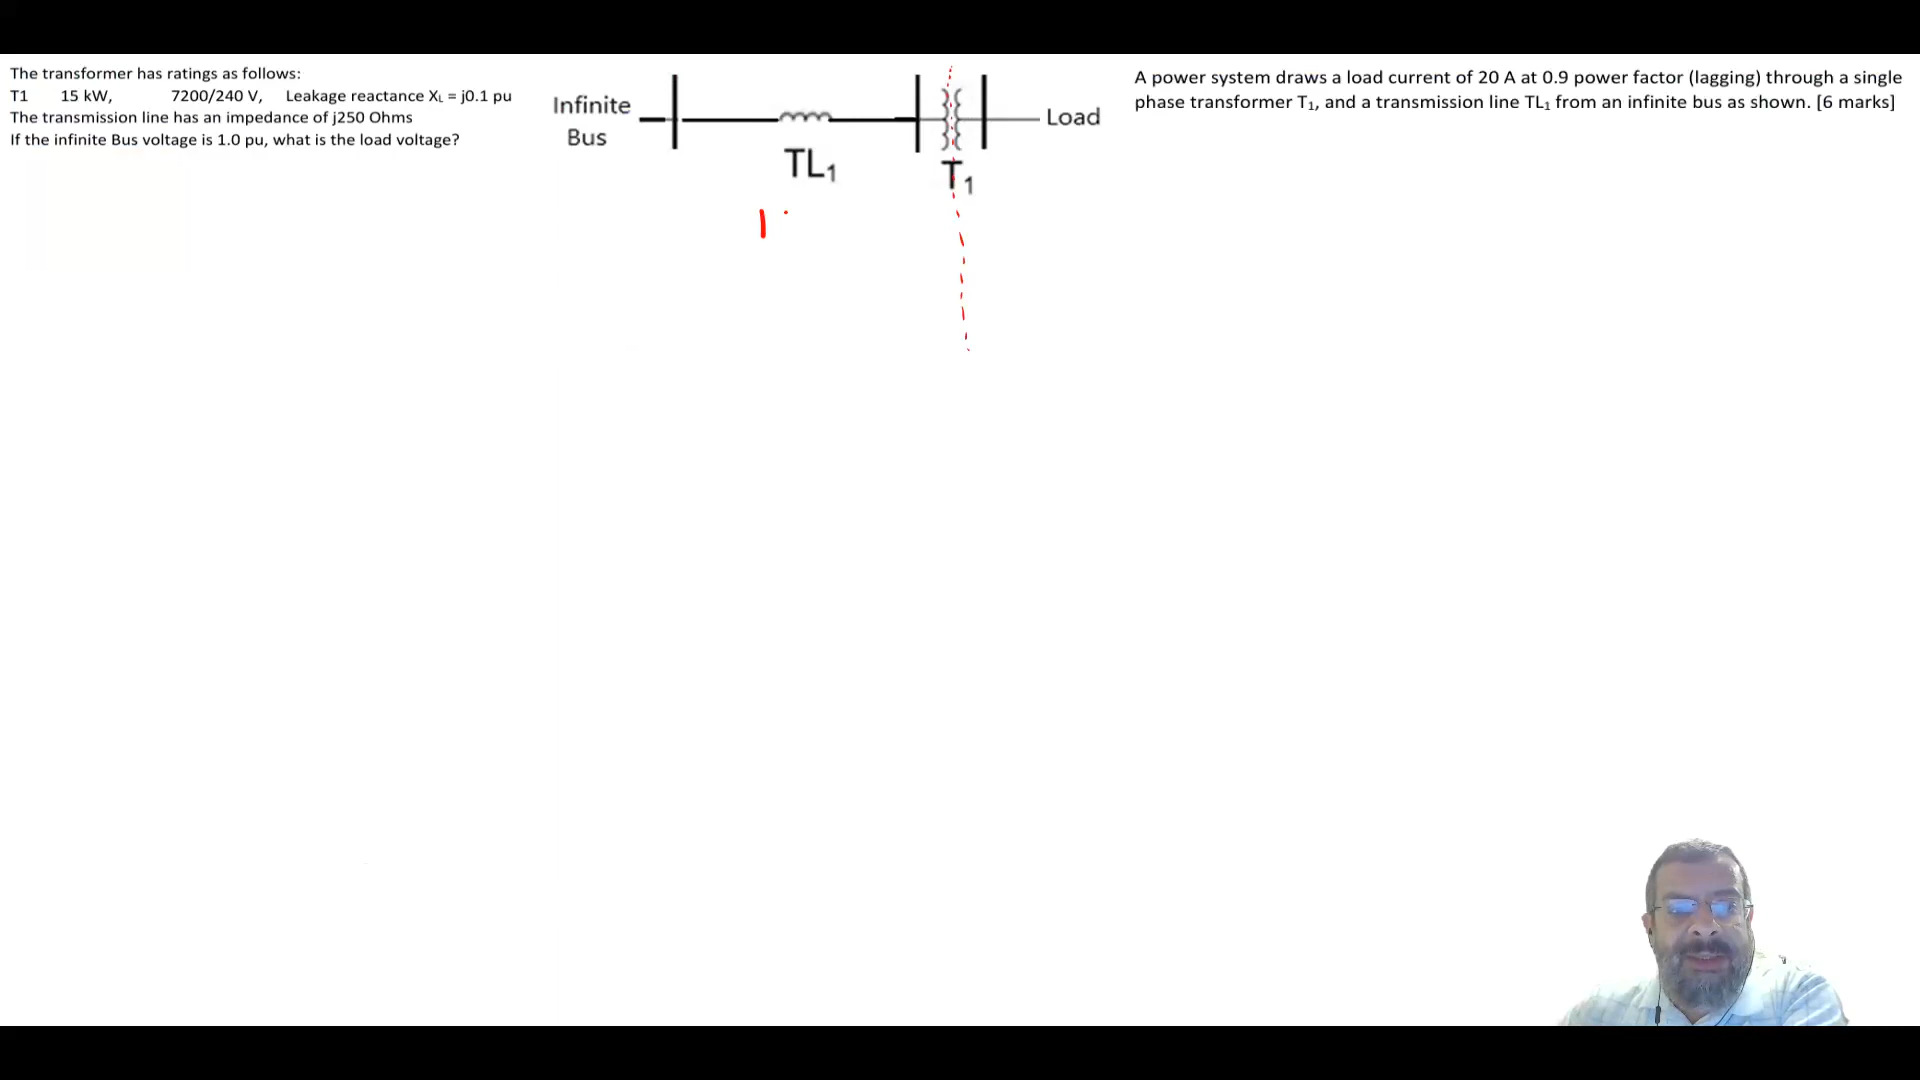 The transformer has ratings as follows:
T1 15 kW, 7200/240 V, Leakage reactance X_L = j0.1 pu
The transmission line has an impedance of j250 Ohms
If the infinite Bus voltage is 1.0 pu, what is the load voltage?
Infinite
Bus
TL₁
T₁
Load
A power system draws a load current of 20 A at 0.9 power factor (lagging) through a single
phase transformer T₁, and a transmission line TL₁ from an infinite bus as shown. [6 marks]